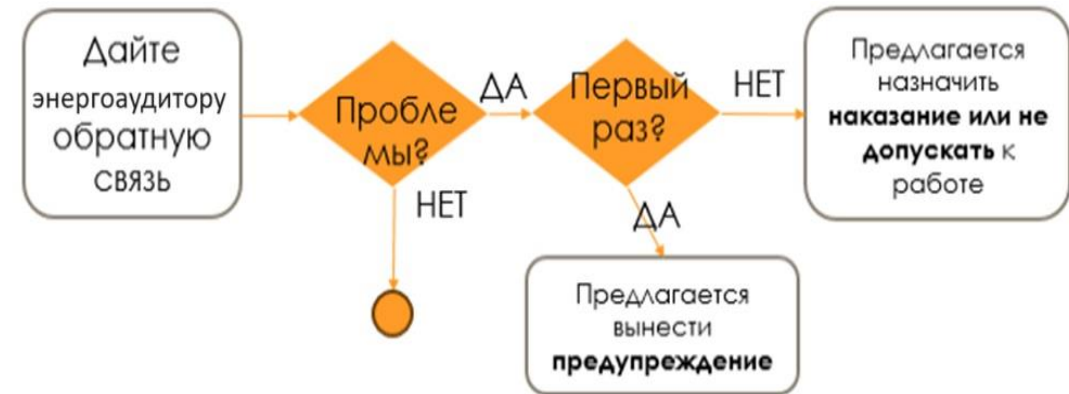 Дайте
энергоаудитору
обратную
связь
Пробле
мы?
ДА
Первый
раз?
НЕТ
Предлагается
назначить
наказание или не
допускать к
работе
НЕТ
ДА
Предлагается
вынести
предупреждение